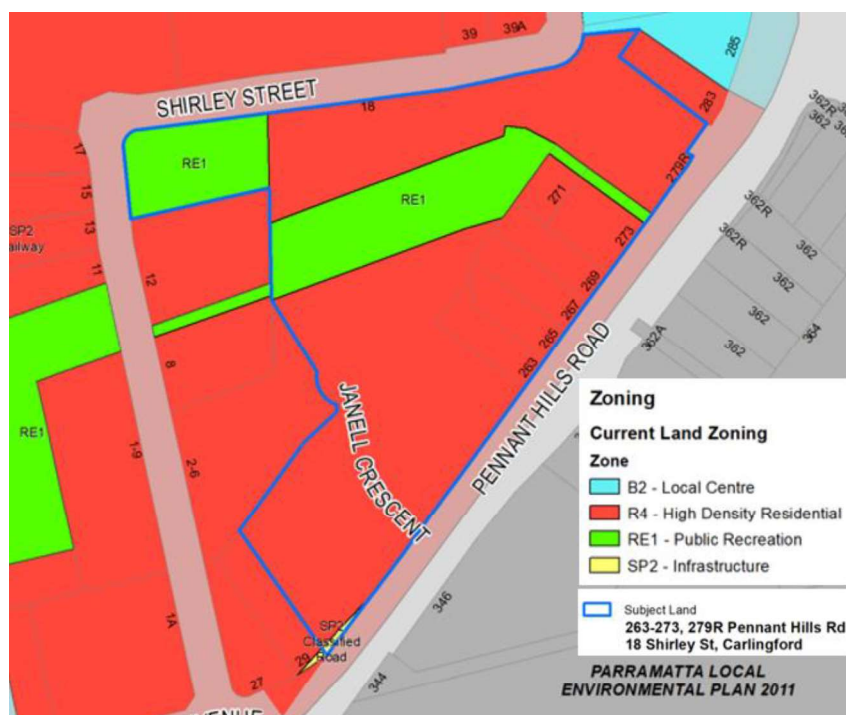 39
39A
285
SHIRLEY STREET
18
283
362R
362
362
17
RE1
279R
15
RE1
271
362R
13
SP2
ailway
273
362R
362
11
12
269
362
267
362
364
265
362A
362
8
263
JANELL CRESCENT
PENNANT HILLS ROAD
RE1
1-9
2-6
Zoning
Current Land Zoning
Zone
B2 - Local Centre
R4 - High Density Residential
RE1 - Public Recreation
SP2 - Infrastructure
Subject Land
263-273, 279R Pennant Hills Rd
18 Shirley St, Carlingford
346
1A
SP2
Classified
Road
29
27
344
PARRAMATTA LOCAL
ENVIRONMENTAL PLAN 2011
VENUE